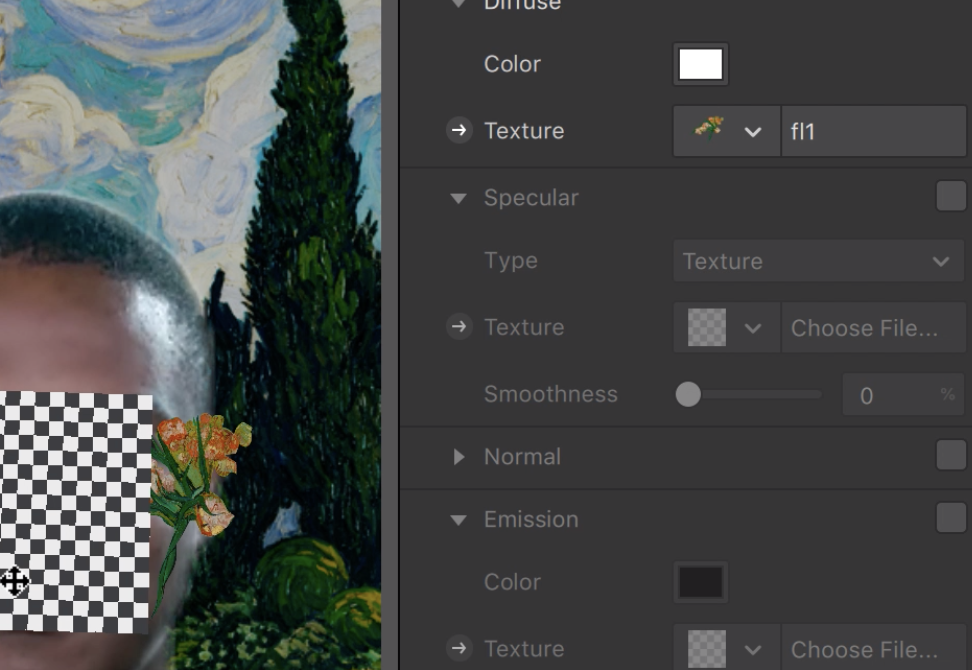 Diffuse
Color
Texture fl1
Specular
Type Texture
Texture Choose File...
Smoothness 0 %
Normal
Emission
Color
Texture Choose File...